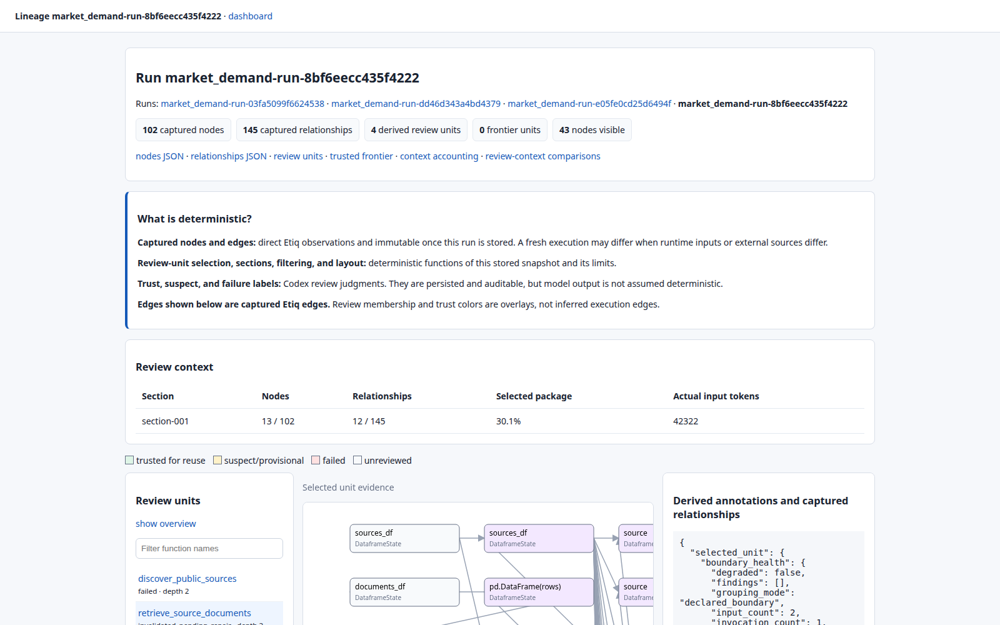 Lineage market_demand-run-8bf6eecc435f4222 · dashboard
Run market_demand-run-8bf6eecc435f4222
Runs: market_demand-run-03fa5099f6624538 · market_demand-run-dd46d343a4bd4379 · market_demand-run-e05fe0cd25d6494f · market_demand-run-8bf6eecc435f4222
102 captured nodes 145 captured relationships 4 derived review units 0 frontier units 43 nodes visible
nodes JSON · relationships JSON · review units · trusted frontier · context accounting · review-context comparisons
What is deterministic?
Captured nodes and edges: direct Etiq observations and immutable once this run is stored. A fresh execution may differ when runtime inputs or external sources differ.
Review-unit selection, sections, filtering, and layout: deterministic functions of this stored snapshot and its limits.
Trust, suspect, and failure labels: Codex review judgments. They are persisted and auditable, but model output is not assumed deterministic.
Edges shown below are captured Etiq edges. Review membership and trust colors are overlays, not inferred execution edges.
Review context
Section Nodes Relationships Selected package Actual input tokens
section-001 13 / 102 12 / 145 30.1% 42322
trusted for reuse suspect/provisional failed unreviewed
Review units
show overview
Filter function names
discover_public_sources
failed · depth 2
retrieve_source_documents
Selected unit evidence
sources_df
DataframeState
sources_df
DataframeState
source
Datafram
documents_df
DataframeState
pd.DataFrame(rows)
DataframeState
source
Datafram
Derived annotations and captured
relationships
{
"selected_unit": {
"boundary_health": {
"degraded": false,
"findings": [],
"grouping_mode":
"declared_boundary",
"input_count": 2,
"invocation_count": 1,